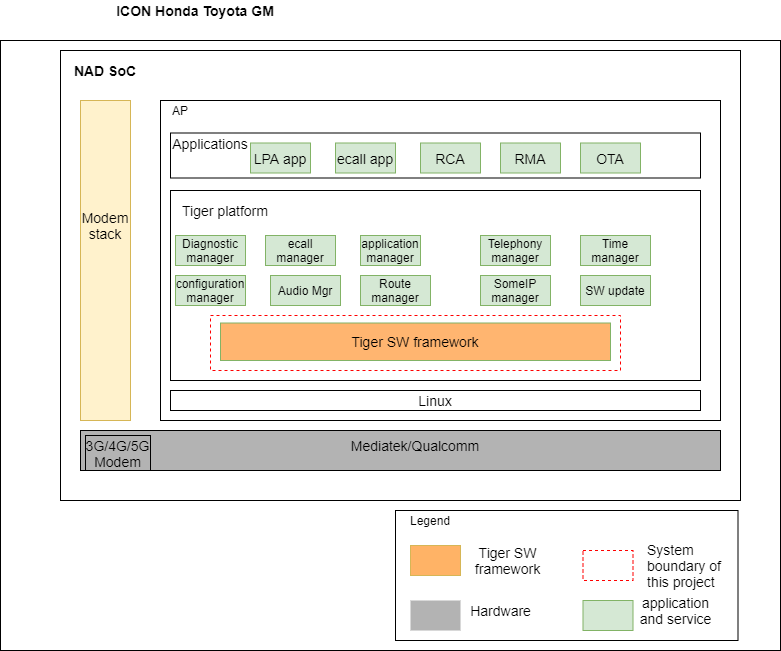 ICON Honda Toyota GM
NAD SoC
AP
Applications
LPA app
ecall app
RCA
RMA
OTA
Modem
stack
Tiger platform
Diagnostic
manager
ecall
manager
application
manager
Telephony
manager
Time
manager
configuration
manager
Audio Mgr
Route
manager
SomeIP
manager
SW update
Tiger SW framework
Linux
3G/4G/5G
Modem
Mediatek/Qualcomm
Legend
Tiger SW
framework
System
boundary of
this project
Hardware
application
and service